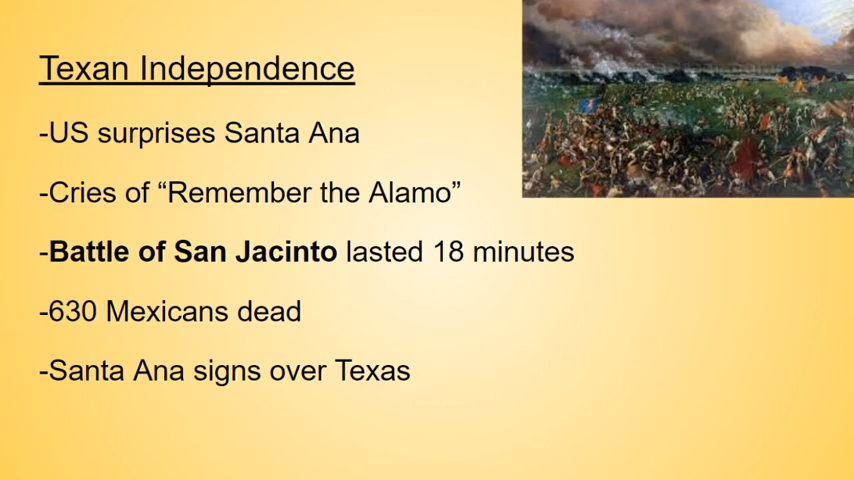 Texan Independence
-US surprises Santa Ana
-Cries of “Remember the Alamo”
-Battle of San Jacinto lasted 18 minutes
-630 Mexicans dead
-Santa Ana signs over Texas